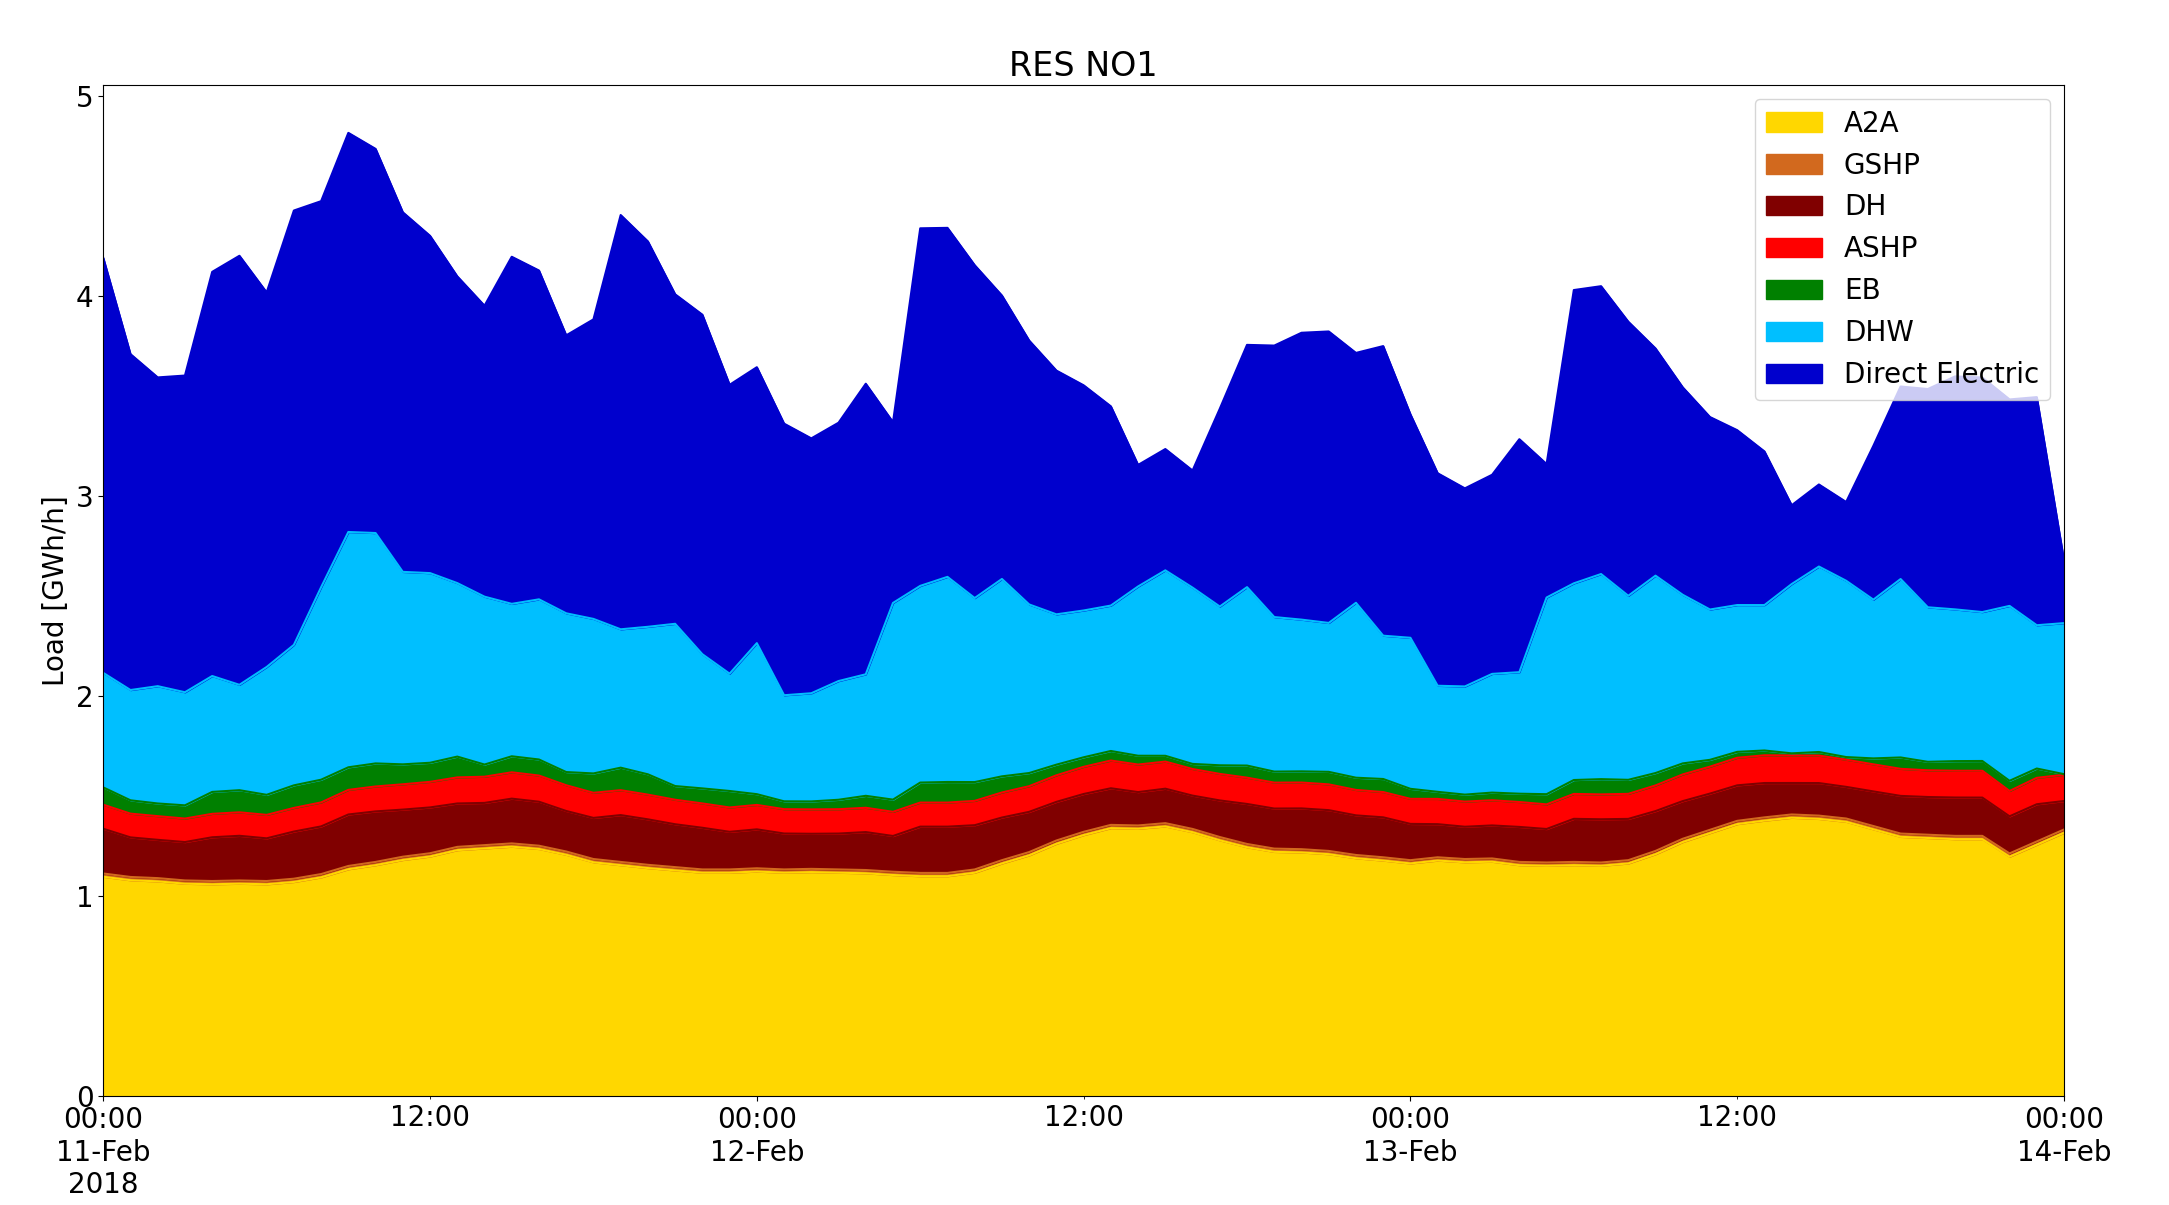 RES NO1
Load [GWh/h]
5
4
3
2
1
0
A2A
GSHP
DH
ASHP
EB
DHW
Direct Electric
00:00 12:00 00:00 12:00 00:00 12:00 00:00
11-Feb 12-Feb 13-Feb 14-Feb
2018